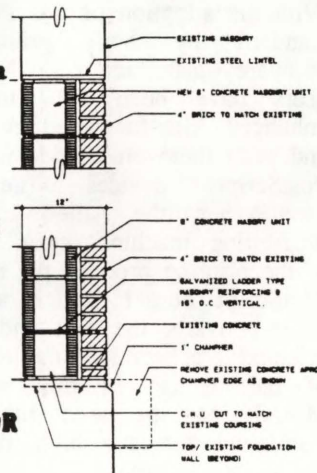 EXISTING MASONRY
EXISTING STEEL LINTEL
NEW 8" CONCRETE MASONRY UNIT
4" BRICK TO MATCH EXISTING
12"
8" CONCRETE MASONRY UNIT
4" BRICK TO MATCH EXISTING
GALVANIZED LADDER TYPE
MASONRY REINFORCING @
16" O.C VERTICAL.
EXISTING CONCRETE
1" CHAMPHER
REMOVE EXISTING CONCRETE APRO
CHAMPHER EDGE AS SHOWN
C M U CUT TO MATCH
EXISTING COURSING
OR
TOP/ EXISTING FOUNDATION
WALL (BEYOND)